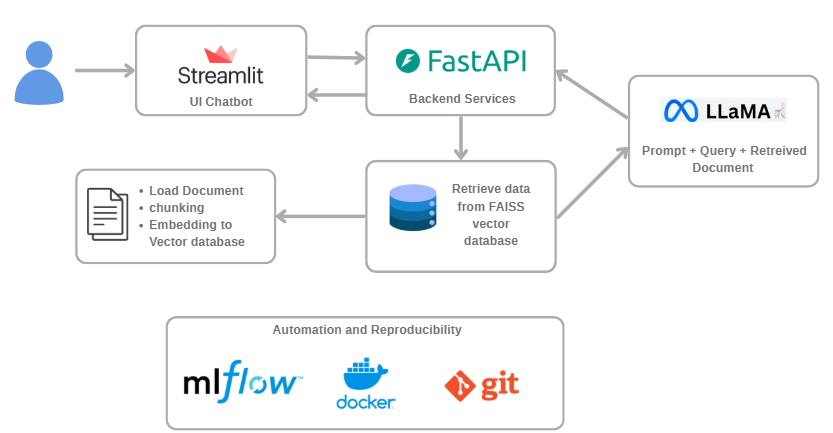 Streamlit
UI Chatbot
FastAPI
Backend Services
LLaMA
Prompt + Query + Retreived
Document
• Load Document
• chunking
• Embedding to
Vector database
Retrieve data
from FAISS
vector
database
Automation and Reproducibility
mlflow™
docker
git